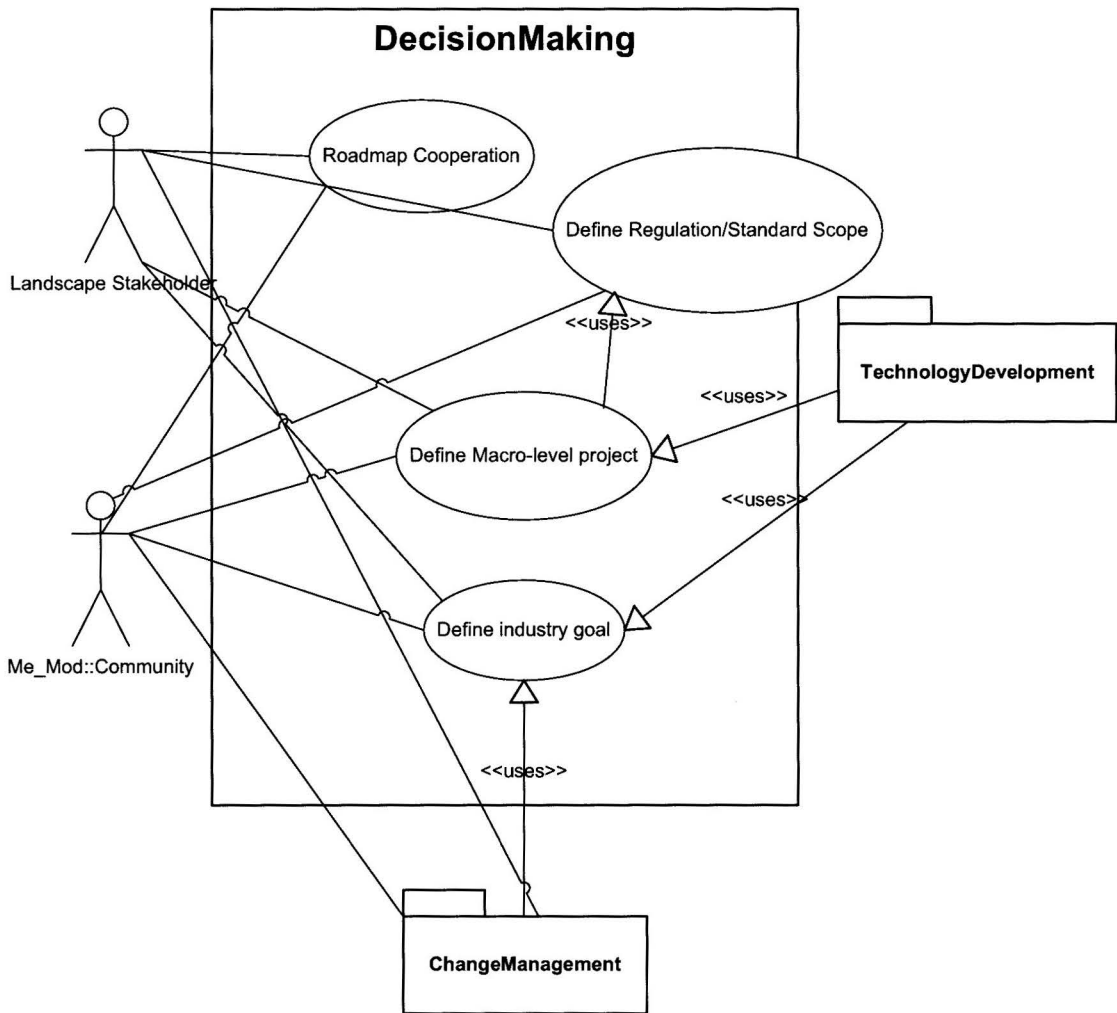 DecisionMaking
Roadmap Cooperation
Define Regulation/Standard Scope
Landscape Stakeholder
<<uses>>
TechnologyDevelopment
<<uses>>
Define Macro-level project
<<uses>>
Define industry goal
Me_Mod::Community
<<uses>>
ChangeManagement